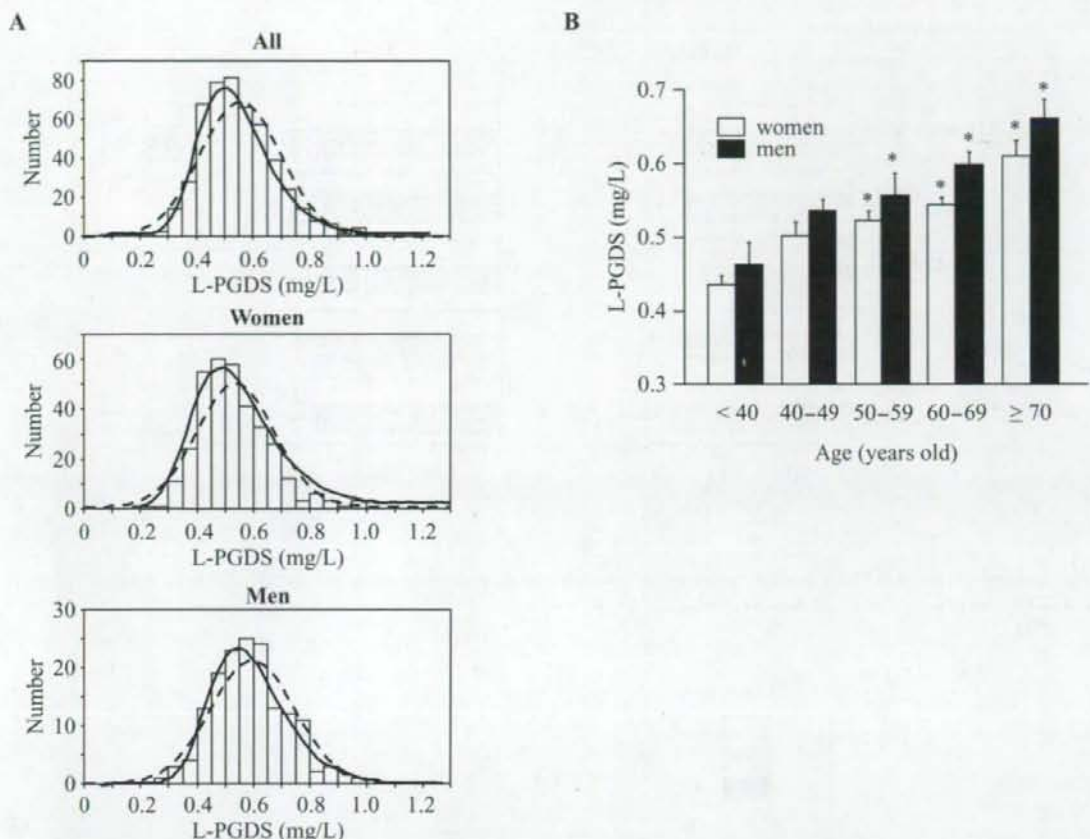 A
All
80
60
40
20
0
Number
0 0.2 0.4 0.6 0.8 1.0 1.2
L-PGDS (mg/L)
Women
60
40
20
0
Number
0 0.2 0.4 0.6 0.8 1.0 1.2
L-PGDS (mg/L)
Men
30
20
10
0
Number
0 0.2 0.4 0.6 0.8 1.0 1.2
L-PGDS (mg/L)
B
0.7
0.6
0.5
0.4
0.3
L-PGDS (mg/L)
women
men
* * * * * *
< 40 40–49 50–59 60–69 ≥ 70
Age (years old)